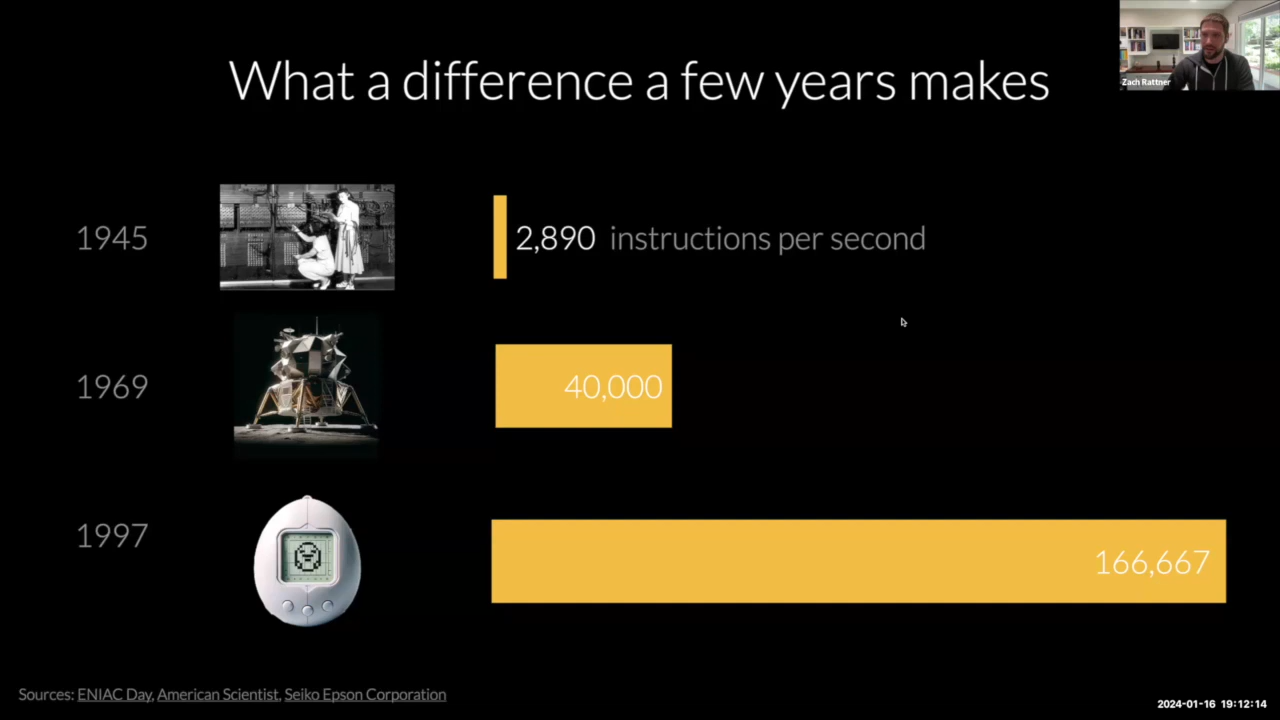 What a difference a few years makes
Zach Rattner
1945
2,890 instructions per second
1969
40,000
1997
166,667
Sources: ENIAC Day, American Scientist, Seiko Epson Corporation
2024-01-16 19:12:14